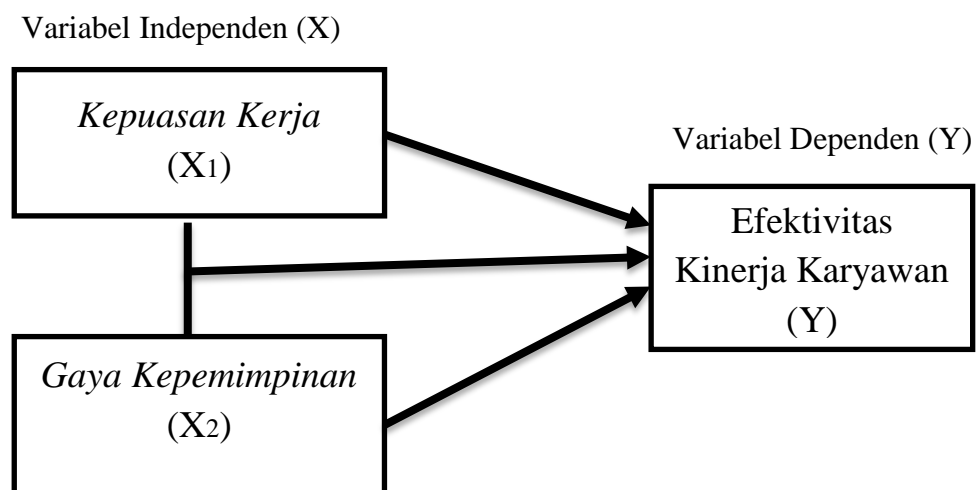 Variabel Independen (X)
Kepuasan Kerja
(X1)
Variabel Dependen (Y)
Efektivitas
Kinerja Karyawan
(Y)
Gaya Kepemimpinan
(X2)